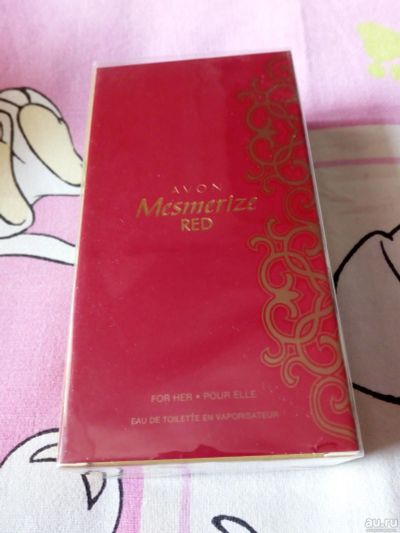 AVON
Mesmerize
RED
FOR HER • POUR ELLE
EAU DE TOILETTE EN VAPORISATEUR
au.ru